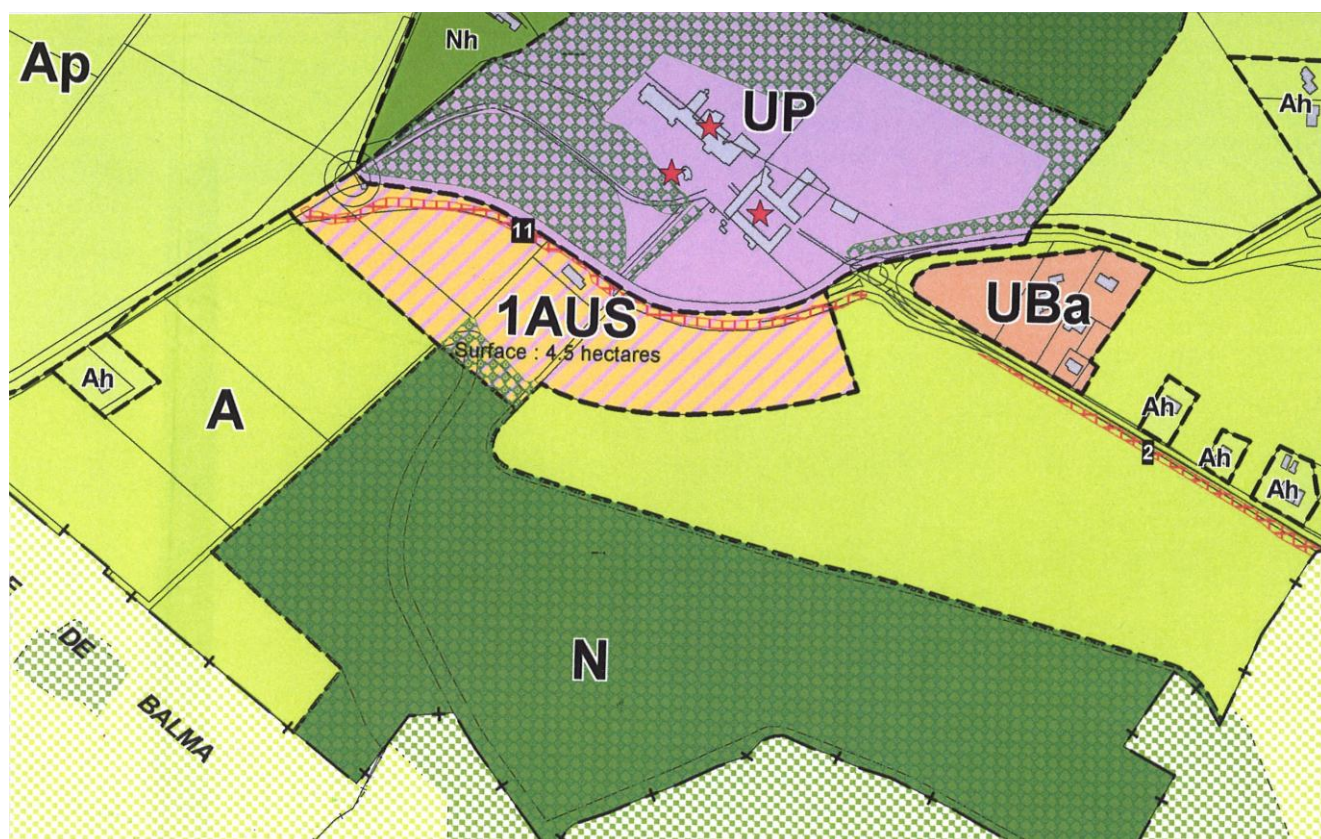 Ap
Nh
UP
Ah
11
1AUS
Surface : 4.5 hectares
UBa
Ah
A
Ah
2
Ah
Ah
N
DE
BALMA